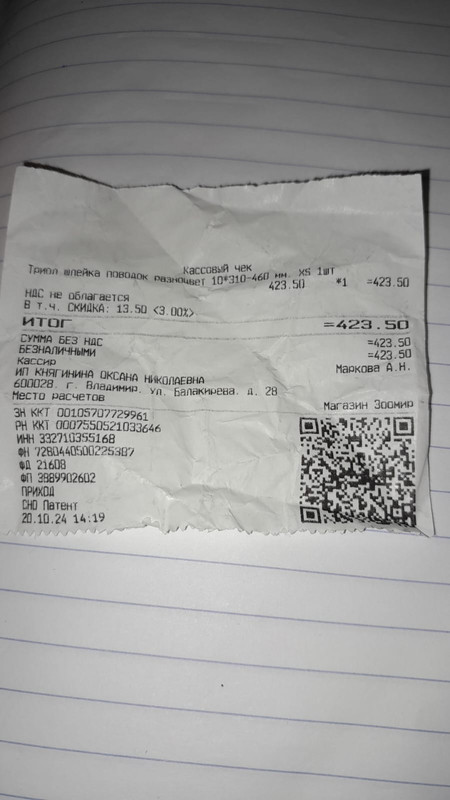 Кассовый чек
Триол шлейка поводок разноцвет 10*310-460 мм. XS 1шт
423.50 *1 =423.50
НДС не облагается
В т.ч. СКИДКА: 13.50 <3.00%>
ИТОГ =423.50
СУММА БЕЗ НДС =423.50
БЕЗНАЛИЧНЫМИ =423.50
Кассир Маркова А.Н.
ИП КНЯГИНИНА ОКСАНА НИКОЛАЕВНА
600028, г. Владимир, ул. Балакирева, д. 28
Место расчетов Магазин Зоомир
ЗН ККТ 00105707729961
РН ККТ 0007550521033646
ИНН 332710355168
ФН 7280440500225387
ФД 21608
ФП 3989902602
ПРИХОД
СНО Патент
20.10.24 14:19